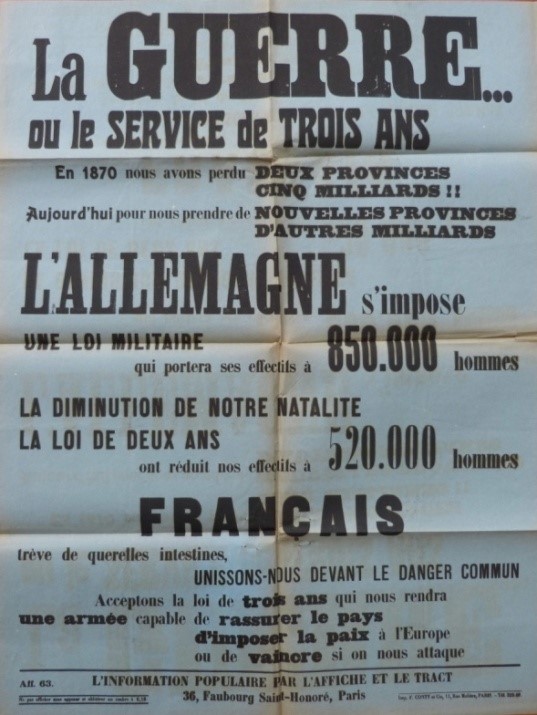 La GUERRE...
ou le SERVICE de TROIS ANS
En 1870 nous avons perdu DEUX PROVINCES
CINQ MILLIARDS !!
Aujourd'hui pour nous prendre de NOUVELLES PROVINCES
D'AUTRES MILLIARDS
L'ALLEMAGNE s'impose
UNE LOI MILITAIRE
qui portera ses effectifs à 850.000 hommes
LA DIMINUTION DE NOTRE NATALITE
LA LOI DE DEUX ANS
ont réduit nos effectifs à 520.000 hommes
FRANÇAIS
trève de querelles intestines,
UNISSONS-NOUS DEVANT LE DANGER COMMUN
Acceptons la loi de trois ans qui nous rendra
une armée capable de rassurer le pays
d'imposer la paix à l'Europe
ou de vaincre si on nous attaque
Aff. 63.
L'INFORMATION POPULAIRE PAR L'AFFICHE ET LE TRACT
36, Faubourg Saint-Honoré, Paris